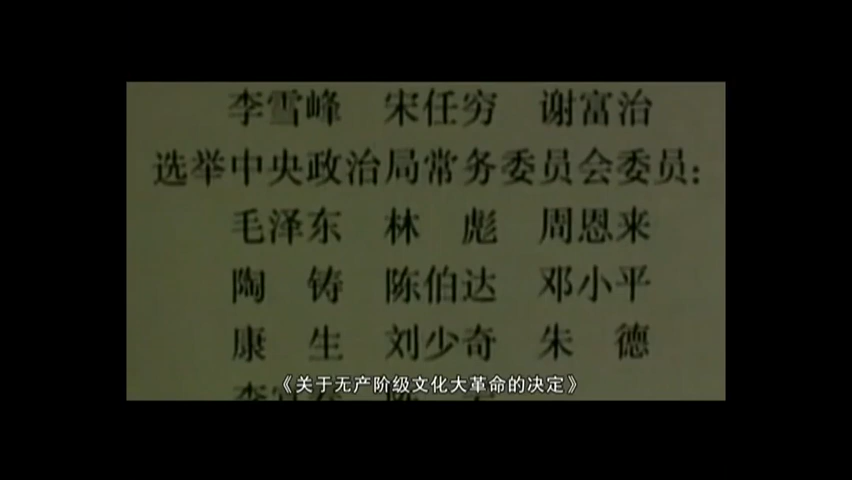 李雪峰 宋任穷 谢富治
选举中央政治局常务委员会委员：
毛泽东 林 彪 周恩来
陶 铸 陈伯达 邓小平
康 生 刘少奇 朱 德
《关于无产阶级文化大革命的决定》